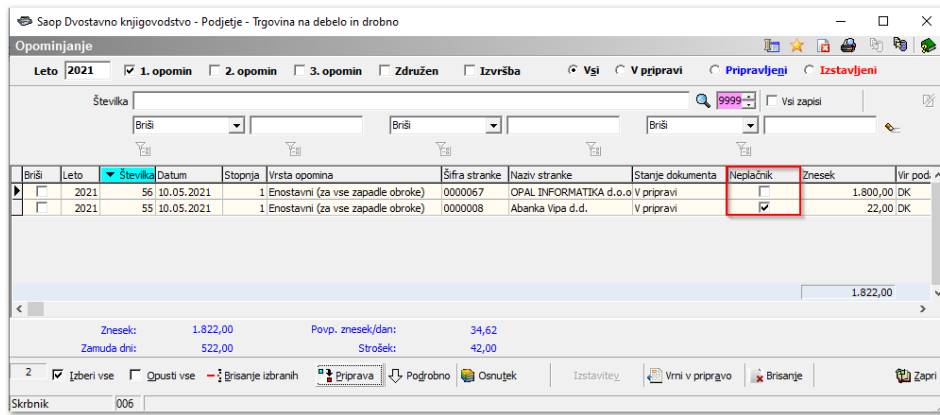 Saop Dvostavno knjigovodstvo - Podjetje - Trgovina na debelo in drobno
Opominjanje
Leto 2021 1. opomin 2. opomin 3. opomin Združen Izvršba Vsi V pripravi Pripravljeni Izstavljeni
Številka 9999 Vsi zapisi
Briši Briši Briši
Briši Leto Številka Datum Stopnja Vrsta opomina Šifra stranke Naziv stranke Stanje dokumenta Neplačnik Znesek Vir poda
2021 56 10.05.2021 1 Enostavni (za vse zapadle obroke) 0000067 OPAL INFORMATIKA d.o.o V pripravi 1.800,00 DK
2021 55 10.05.2021 1 Enostavni (za vse zapadle obroke) 0000008 Abanka Vipa d.d. V pripravi 22,00 DK
1.822,00
Znesek: 1.822,00 Povp. znesek/dan: 34,62
Zamuda dni: 522,00 Strošek: 42,00
2 Izberi vse Opusti vse Brisanje izbranih Priprava Podrobno Osnutek Izstavitev Vrni v pripravo Brisanje Zapri
Skrbnik 006